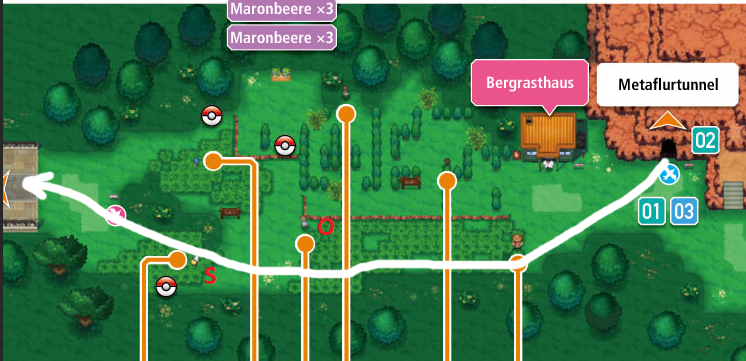 Maronbeere ×3
Maronbeere ×3
Bergrasthaus
Metaflurtunnel
02
01 03
O
S